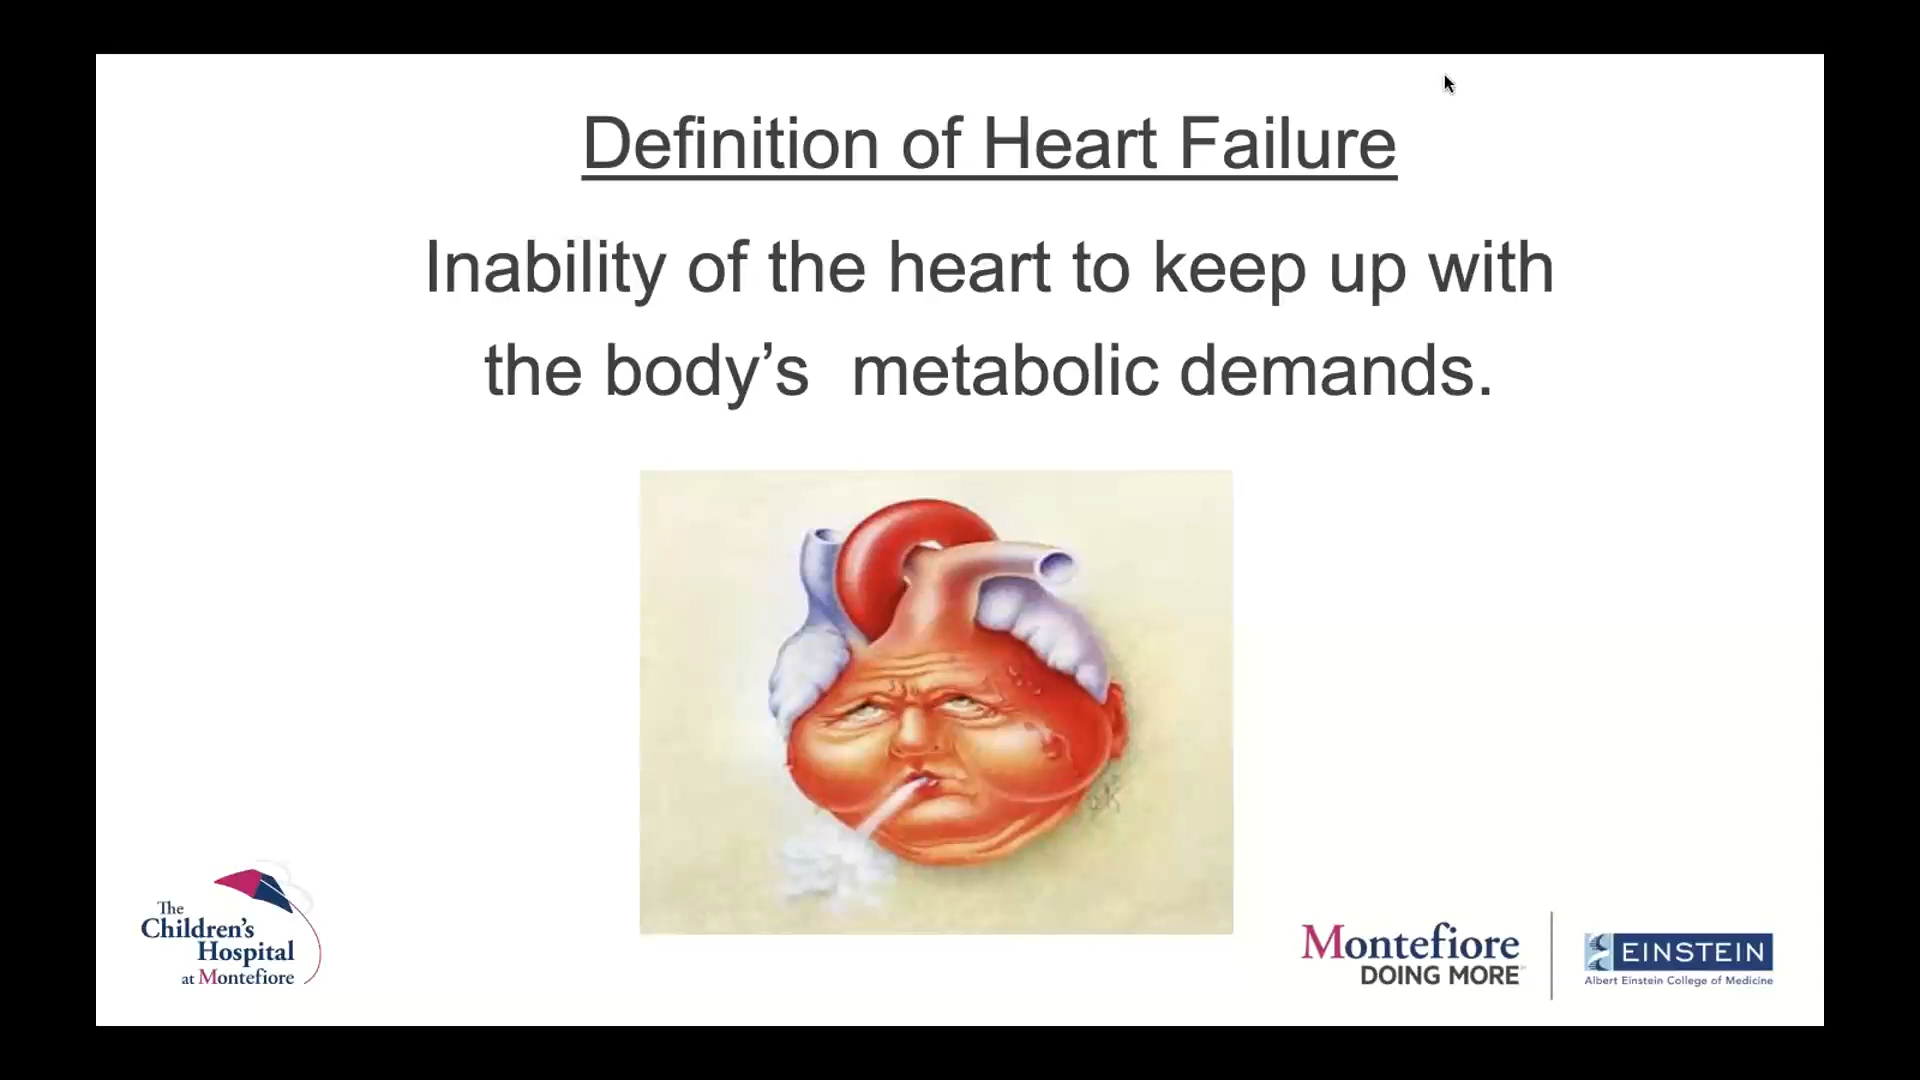 Definition of Heart Failure
Inability of the heart to keep up with
the body’s  metabolic demands.
The
Children's
Hospital
at Montefiore
Montefiore
DOING MORE
EINSTEIN
Albert Einstein College of Medicine